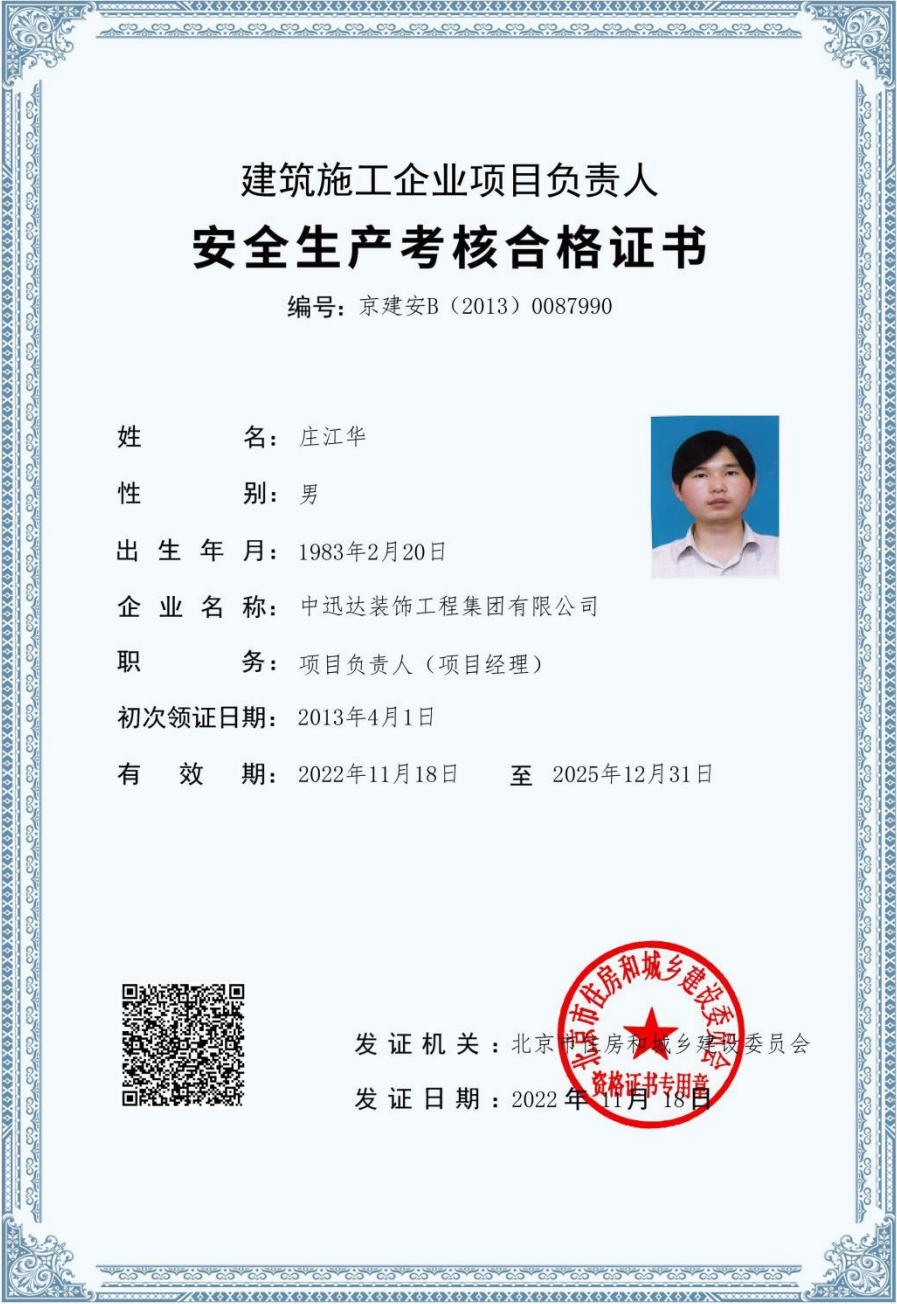 建筑施工企业项目负责人
安全生产考核合格证书
编号：京建安B（2013）0087990
姓名：庄江华
性别：男
出生年月：1983年2月20日
企业名称：中迅达装饰工程集团有限公司
职务：项目负责人（项目经理）
初次领证日期：2013年4月1日
有效期：2022年11月18日 至 2025年12月31日
北京市住房和城乡建设委员会
资格证书专用章
发证机关：北京市住房和城乡建设委员会
发证日期：2022年11月18日